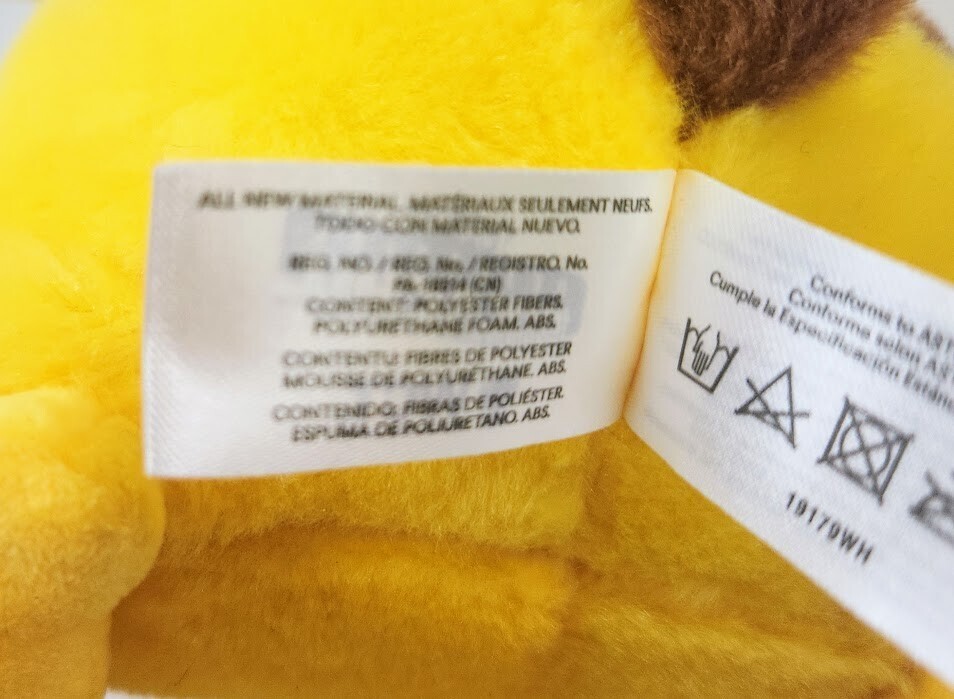 ALL NEW MATERIAL. MATÉRIAUX SEULEMENT NEUFS.
TODO CON MATERIAL NUEVO.
REG. NO. / REG. No. / REGISTRO. No.
(CN)
CONTENT: POLYESTER FIBERS.
POLYURETHANE FOAM. ABS.
CONTENTU: FIBRES DE POLYESTER
MOUSSE DE POLYURÉTHANE. ABS.
CONTENIDO: FIBRAS DE POLIÉSTER.
ESPUMA DE POLIURETANO. ABS.
Conforms to
Conforme selon
Cumple la Especificación
19179WH